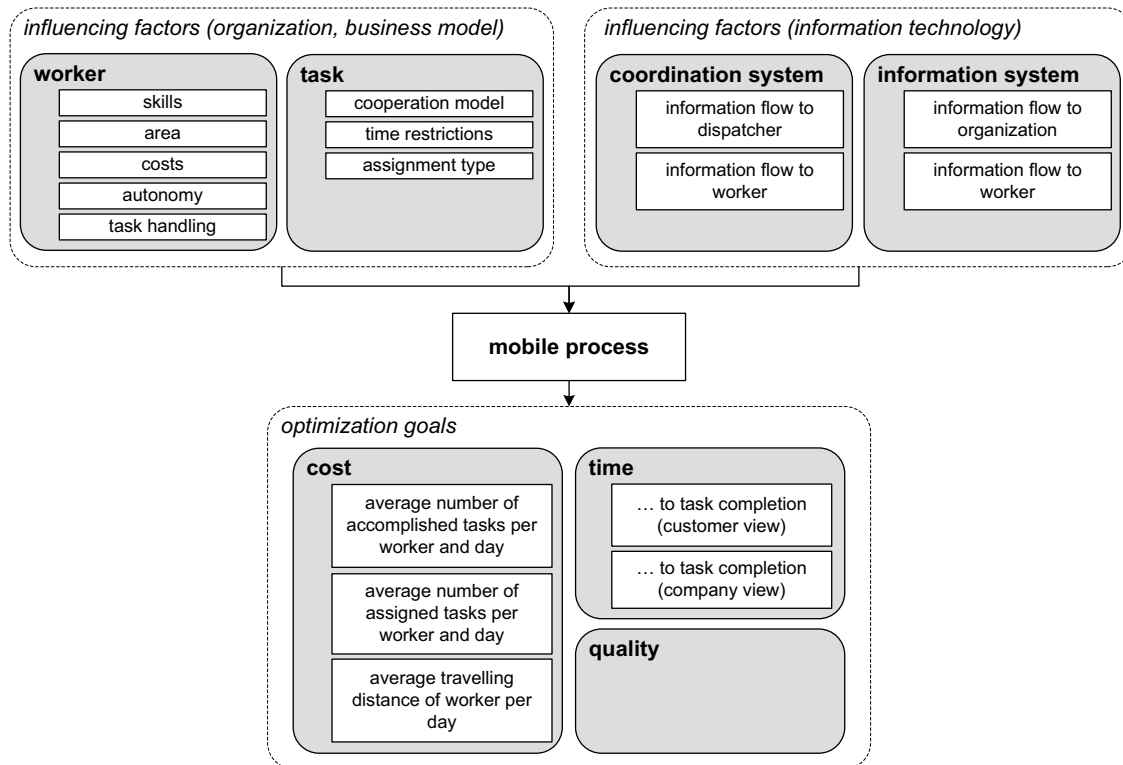 influencing factors (organization, business model)
worker
skills
area
costs
autonomy
task handling
task
cooperation model
time restrictions
assignment type
influencing factors (information technology)
coordination system
information flow to
dispatcher
information flow to
worker
information system
information flow to
organization
information flow to
worker
mobile process
optimization goals
cost
average number of
accomplished tasks per
worker and day
average number of
assigned tasks per
worker and day
average travelling
distance of worker per
day
time
… to task completion
(customer view)
… to task completion
(company view)
quality